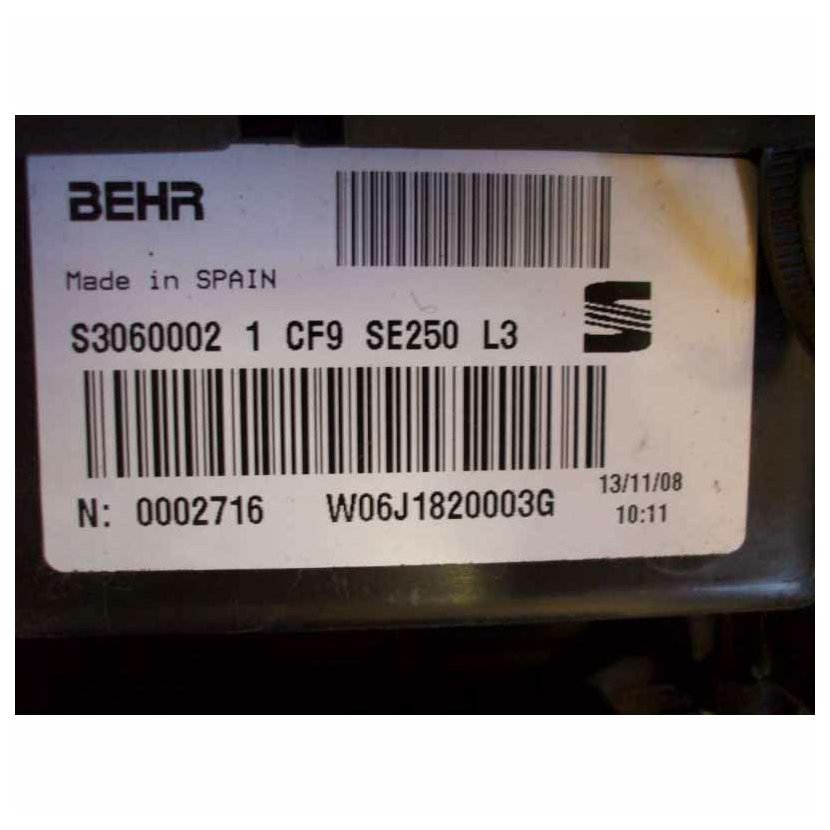 BEHR
Made in SPAIN
S3060002 1 CF9 SE250 L3
N: 0002716 W06J1820003G
13/11/08
10:11